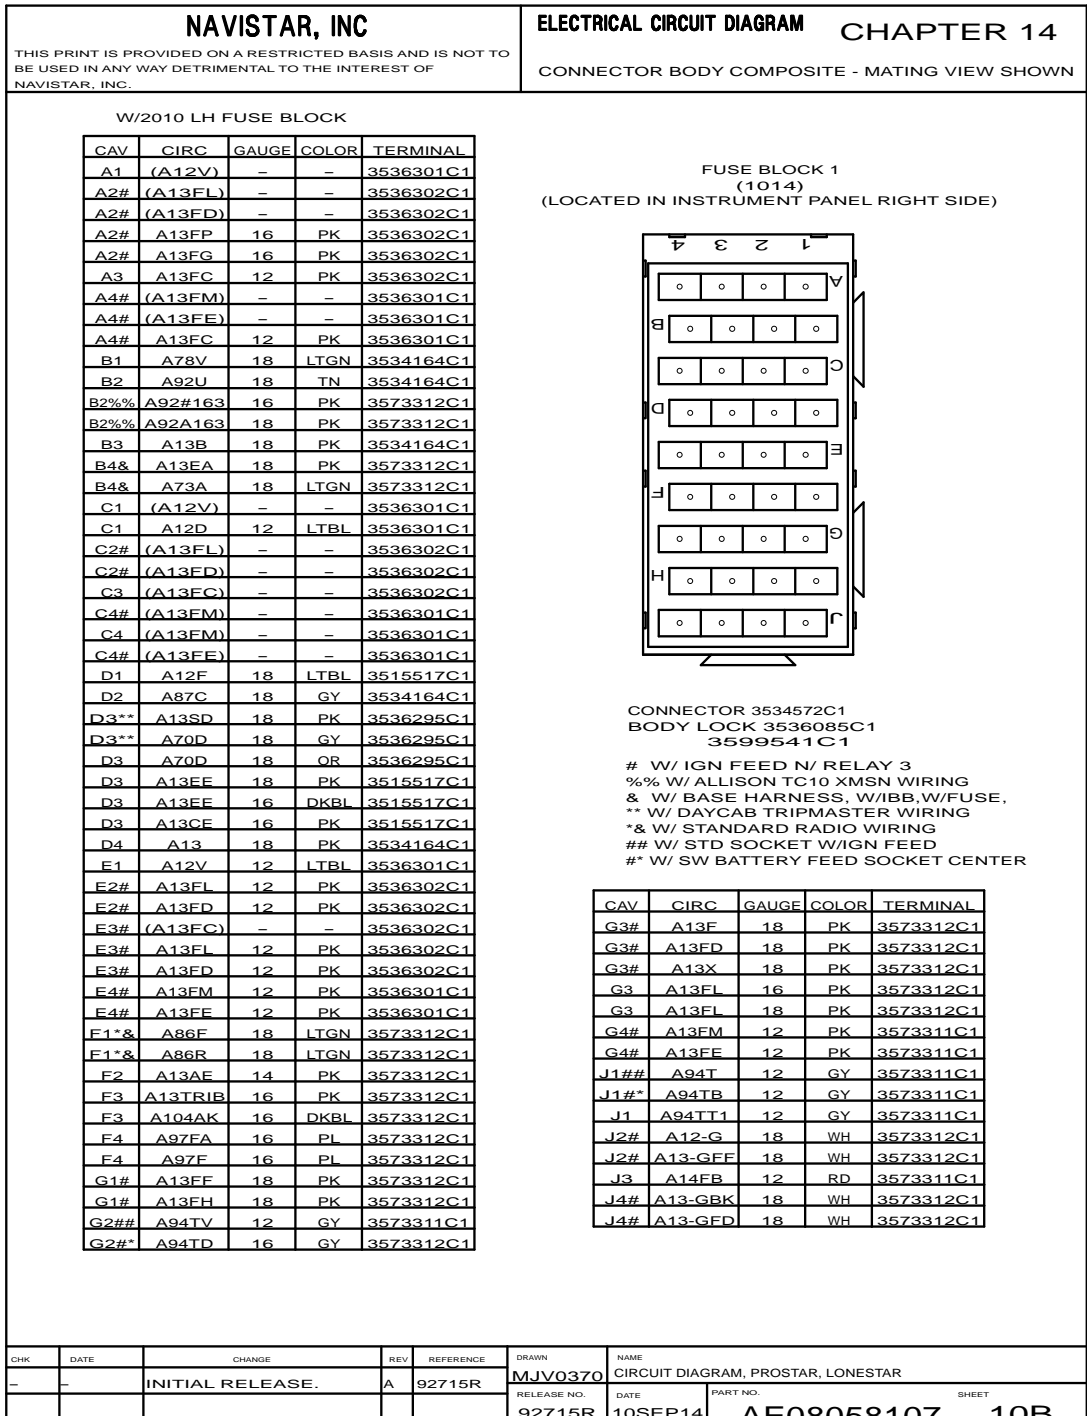 NAVISTAR, INC
THIS PRINT IS PROVIDED ON A RESTRICTED BASIS AND IS NOT TO
BE USED IN ANY WAY DETRIMENTAL TO THE INTEREST OF
NAVISTAR, INC.
ELECTRICAL CIRCUIT DIAGRAM CHAPTER 14
CONNECTOR BODY COMPOSITE - MATING VIEW SHOWN
W/2010 LH FUSE BLOCK
CAV CIRC GAUGE COLOR TERMINAL
A1 (A12V) – – 3536301C1
A2# (A13FL) – – 3536302C1
A2# (A13FD) – – 3536302C1
A2# A13FP 16 PK 3536302C1
A2# A13FG 16 PK 3536302C1
A3 A13FC 12 PK 3536302C1
A4# (A13FM) – – 3536301C1
A4# (A13FE) – – 3536301C1
A4# A13FC 12 PK 3536301C1
B1 A78V 18 LTGN 3534164C1
B2 A92U 18 TN 3534164C1
B2%% A92#163 16 PK 3573312C1
B2%% A92A163 18 PK 3573312C1
B3 A13B 18 PK 3534164C1
B4& A13EA 18 PK 3573312C1
B4& A73A 18 LTGN 3573312C1
C1 (A12V) – – 3536301C1
C1 A12D 12 LTBL 3536301C1
C2# (A13FL) – – 3536302C1
C2# (A13FD) – – 3536302C1
C3 (A13FC) – – 3536302C1
C4# (A13FM) – – 3536301C1
C4 (A13FM) – – 3536301C1
C4# (A13FE) – – 3536301C1
D1 A12F 18 LTBL 3515517C1
D2 A87C 18 GY 3534164C1
D3** A13SD 18 PK 3536295C1
D3** A70D 18 GY 3536295C1
D3 A70D 18 OR 3536295C1
D3 A13EE 18 PK 3515517C1
D3 A13EE 16 DKBL 3515517C1
D3 A13CE 16 PK 3515517C1
D4 A13 18 PK 3534164C1
E1 A12V 12 LTBL 3536301C1
E2# A13FL 12 PK 3536302C1
E2# A13FD 12 PK 3536302C1
E3# (A13FC) – – 3536302C1
E3# A13FL 12 PK 3536302C1
E3# A13FD 12 PK 3536302C1
E4# A13FM 12 PK 3536301C1
E4# A13FE 12 PK 3536301C1
F1*& A86F 18 LTGN 3573312C1
F1*& A86R 18 LTGN 3573312C1
F2 A13AE 14 PK 3573312C1
F3 A13TRIB 16 PK 3573312C1
F3 A104AK 16 DKBL 3573312C1
F4 A97FA 16 PL 3573312C1
F4 A97F 16 PL 3573312C1
G1# A13FF 18 PK 3573312C1
G1# A13FH 18 PK 3573312C1
G2## A94TV 12 GY 3573311C1
G2#* A94TD 16 GY 3573312C1
FUSE BLOCK 1
(1014)
(LOCATED IN INSTRUMENT PANEL RIGHT SIDE)
4 3 2 1
A
B
C
D
E
F
G
H
J
CONNECTOR 3534572C1
BODY LOCK 3536085C1
3599541C1
# W/ IGN FEED N/ RELAY 3
%% W/ ALLISON TC10 XMSN WIRING
& W/ BASE HARNESS, W/IBB,W/FUSE,
** W/ DAYCAB TRIPMASTER WIRING
*& W/ STANDARD RADIO WIRING
## W/ STD SOCKET W/IGN FEED
#* W/ SW BATTERY FEED SOCKET CENTER
CAV CIRC GAUGE COLOR TERMINAL
G3# A13F 18 PK 3573312C1
G3# A13FD 18 PK 3573312C1
G3# A13X 18 PK 3573312C1
G3 A13FL 16 PK 3573312C1
G3 A13FL 18 PK 3573312C1
G4# A13FM 12 PK 3573311C1
G4# A13FE 12 PK 3573311C1
J1## A94T 12 GY 3573311C1
J1#* A94TB 12 GY 3573311C1
J1 A94TT1 12 GY 3573311C1
J2# A12-G 18 WH 3573312C1
J2# A13-GFF 18 WH 3573312C1
J3 A14FB 12 RD 3573311C1
J4# A13-GBK 18 WH 3573312C1
J4# A13-GFD 18 WH 3573312C1
CHK DATE CHANGE REV REFERENCE
– – INITIAL RELEASE. A 92715R
DRAWN
MJV0370
NAME
CIRCUIT DIAGRAM, PROSTAR, LONESTAR
RELEASE NO. DATE PART NO. SHEET
92715R 10SEP14 AF08058107 10B